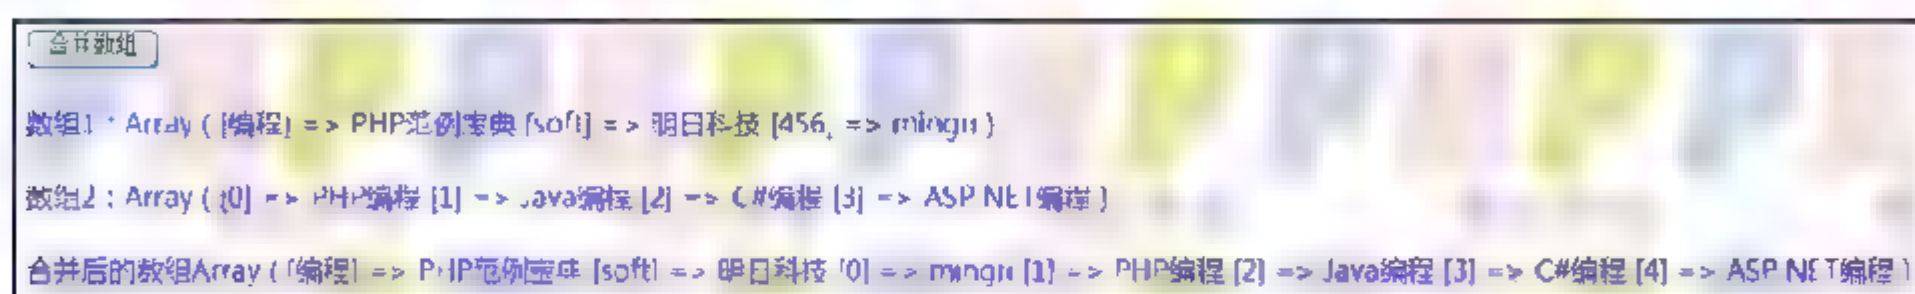 合并数组
数组1：Array ( [编程] => PHP范例宝典 [soft] => 明日科技 [456] => mingri )
数组2：Array ( [0] => PHP编程 [1] => Java编程 [2] => C#编程 [3] => ASP.NET编程 )
合并后的数组Array ( [编程] => PHP范例宝典 [soft] => 明日科技 [0] => mingri [1] => PHP编程 [2] => Java编程 [3] => C#编程 [4] => ASP.NET编程 )